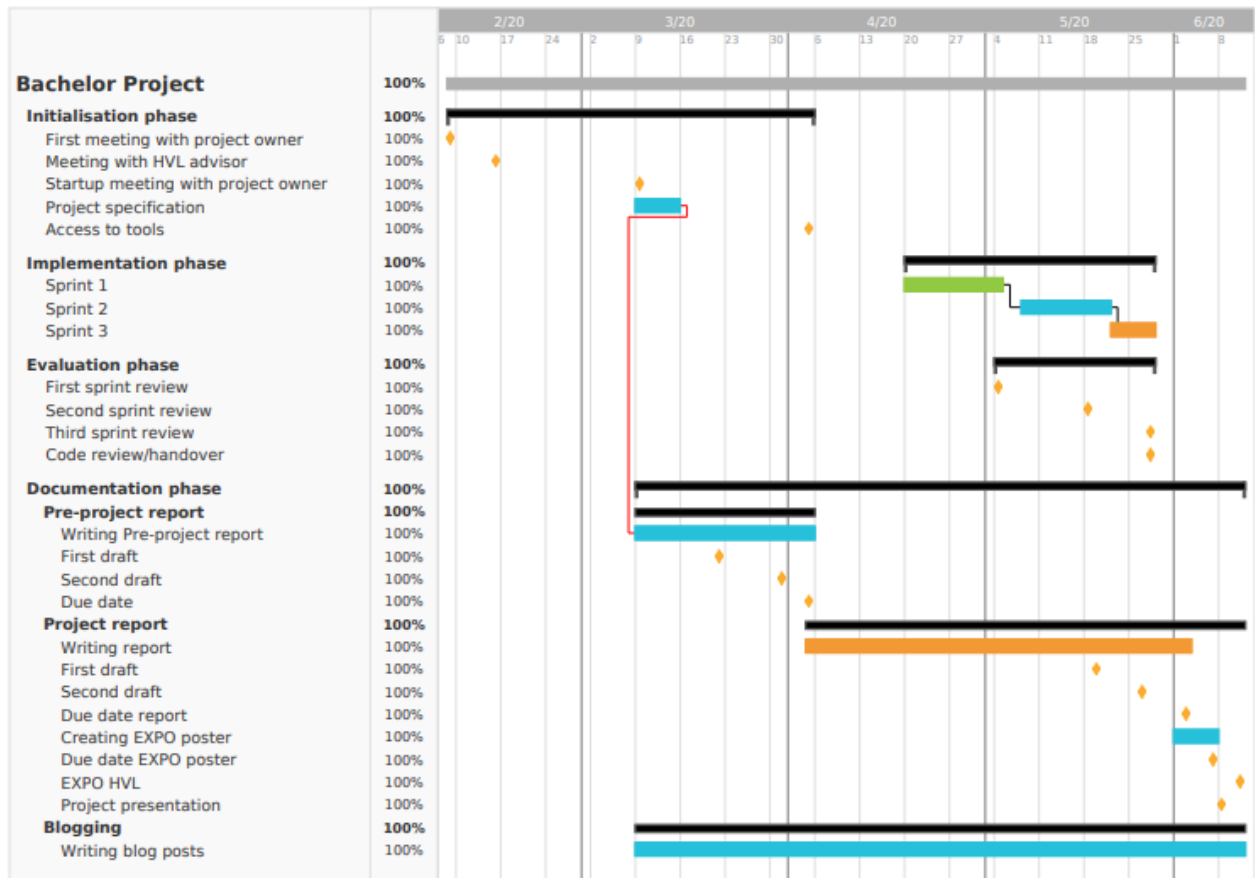 2/20 3/20 4/20 5/20 6/20
6 10 17 24 2 9 16 23 30 6 13 20 27 4 11 18 25 1 8
Bachelor Project 100%
Initialisation phase 100%
First meeting with project owner 100%
Meeting with HVL advisor 100%
Startup meeting with project owner 100%
Project specification 100%
Access to tools 100%
Implementation phase 100%
Sprint 1 100%
Sprint 2 100%
Sprint 3 100%
Evaluation phase 100%
First sprint review 100%
Second sprint review 100%
Third sprint review 100%
Code review/handover 100%
Documentation phase 100%
Pre-project report 100%
Writing Pre-project report 100%
First draft 100%
Second draft 100%
Due date 100%
Project report 100%
Writing report 100%
First draft 100%
Second draft 100%
Due date report 100%
Creating EXPO poster 100%
Due date EXPO poster 100%
EXPO HVL 100%
Project presentation 100%
Blogging 100%
Writing blog posts 100%